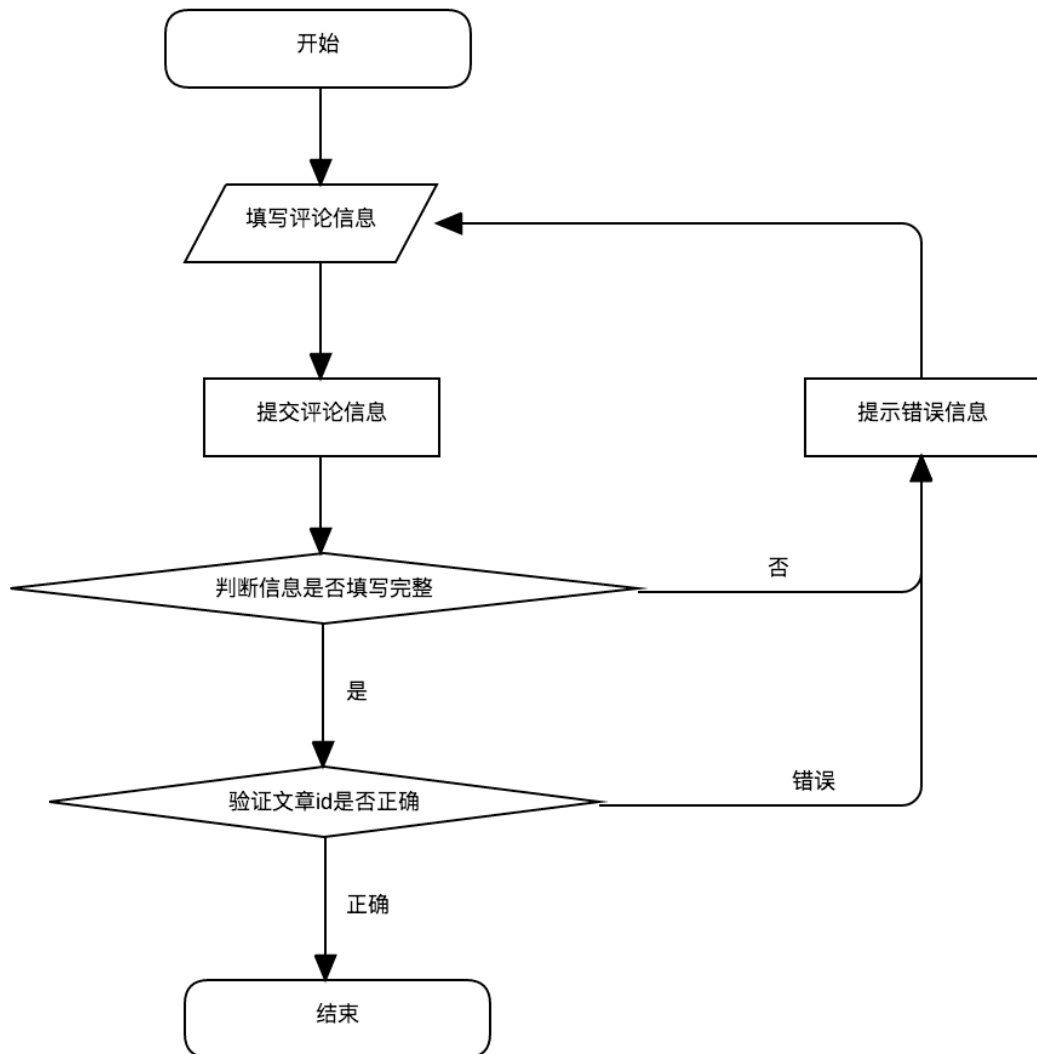 开始
填写评论信息
提交评论信息
提示错误信息
否
判断信息是否填写完整
是
错误
验证文章id是否正确
正确
结束